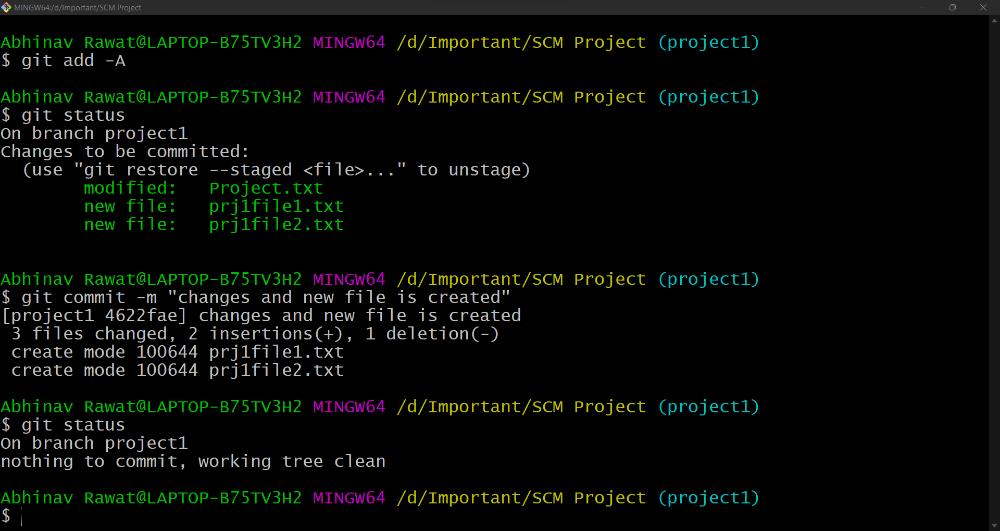 MINGW64:/d/Important/SCM Project
Abhinav Rawat@LAPTOP-B75TV3H2 MINGW64 /d/Important/SCM Project (project1)
$ git add -A
Abhinav Rawat@LAPTOP-B75TV3H2 MINGW64 /d/Important/SCM Project (project1)
$ git status
On branch project1
Changes to be committed:
  (use "git restore --staged <file>..." to unstage)
        modified:   Project.txt
        new file:   prj1file1.txt
        new file:   prj1file2.txt
Abhinav Rawat@LAPTOP-B75TV3H2 MINGW64 /d/Important/SCM Project (project1)
$ git commit -m "changes and new file is created"
[project1 4622fae] changes and new file is created
 3 files changed, 2 insertions(+), 1 deletion(-)
 create mode 100644 prj1file1.txt
 create mode 100644 prj1file2.txt
Abhinav Rawat@LAPTOP-B75TV3H2 MINGW64 /d/Important/SCM Project (project1)
$ git status
On branch project1
nothing to commit, working tree clean
Abhinav Rawat@LAPTOP-B75TV3H2 MINGW64 /d/Important/SCM Project (project1)
$